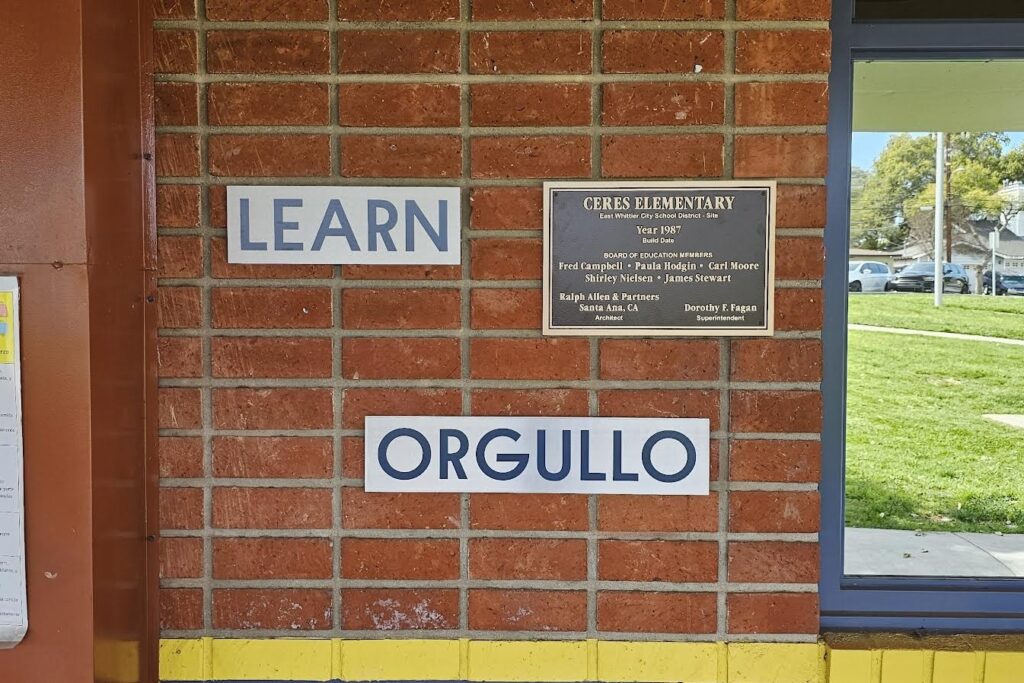 LEARN
CERES ELEMENTARY
East Whittier City School District - Site
Year 1987
Build Date
BOARD OF EDUCATION MEMBERS
Fred Campbell • Paula Hodgin • Carl Moore
Shirley Nielsen • James Stewart
Ralph Allen & Partners
Santa Ana, CA
Architect
Dorothy F. Fagan
Superintendent
ORGULLO